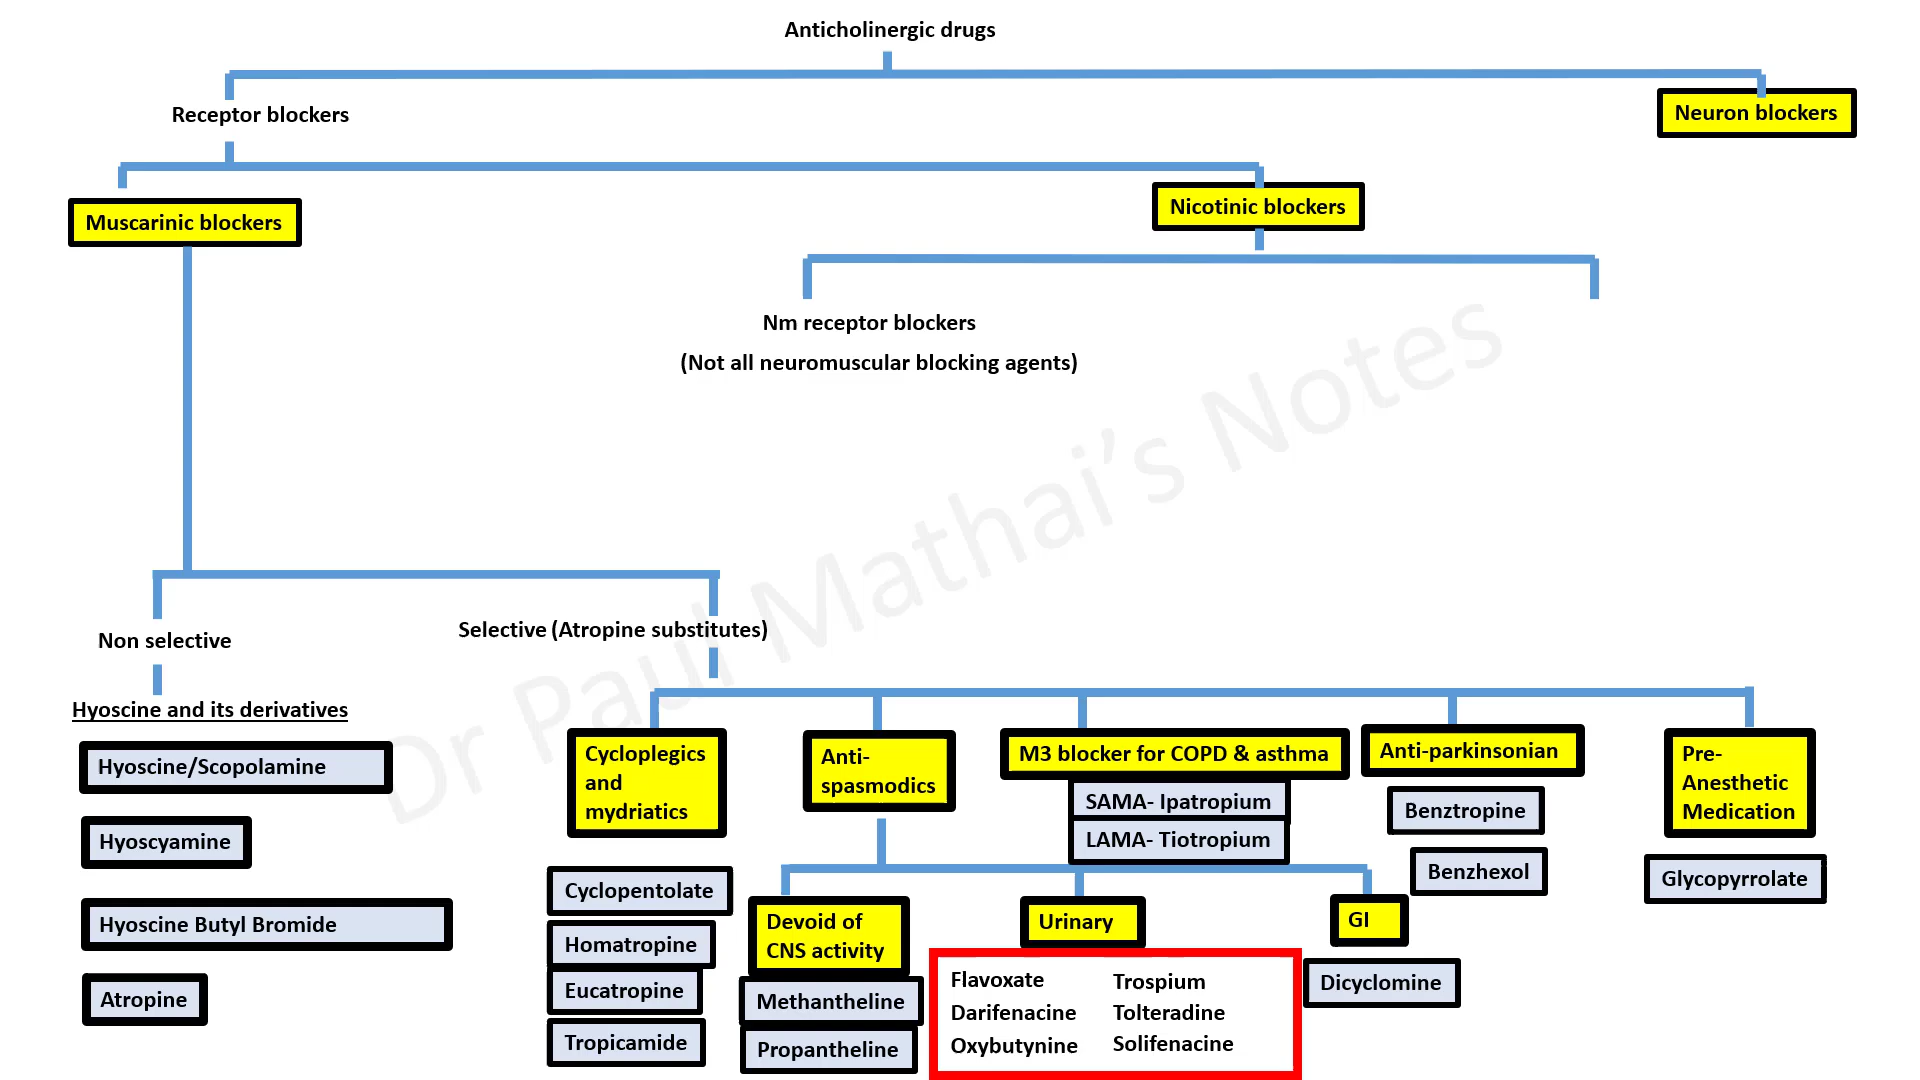 Anticholinergic drugs
Receptor blockers
Neuron blockers
Muscarinic blockers
Nicotinic blockers
Nm receptor blockers
(Not all neuromuscular blocking agents)
Non selective
Selective (Atropine substitutes)
Hyoscine and its derivatives
Hyoscine/Scopolamine
Hyoscyamine
Hyoscine Butyl Bromide
Atropine
Cycloplegics
and
mydriatics
Cyclopentolate
Homatropine
Eucatropine
Tropicamide
Anti-
spasmodics
Devoid of
CNS activity
Methantheline
Propantheline
Urinary
Flavoxate
Darifenacine
Oxybutynine
Trospium
Tolteradine
Solifenacine
GI
Dicyclomine
M3 blocker for COPD & asthma
SAMA- Ipatropium
LAMA- Tiotropium
Anti-parkinsonian
Benztropine
Benzhexol
Pre-
Anesthetic
Medication
Glycopyrrolate
Dr Paul Mathai's Notes